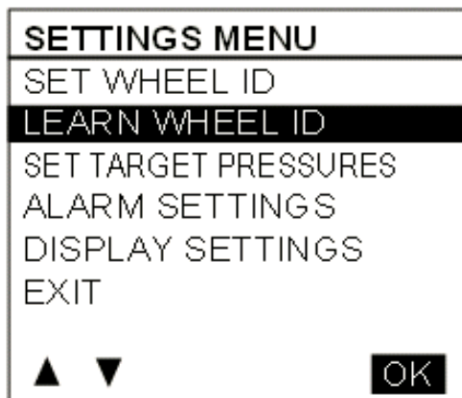 SETTINGS MENU
SET WHEEL ID
LEARN WHEEL ID
SET TARGET PRESSURES
ALARM SETTINGS
DISPLAY SETTINGS
EXIT
▲ ▼ OK